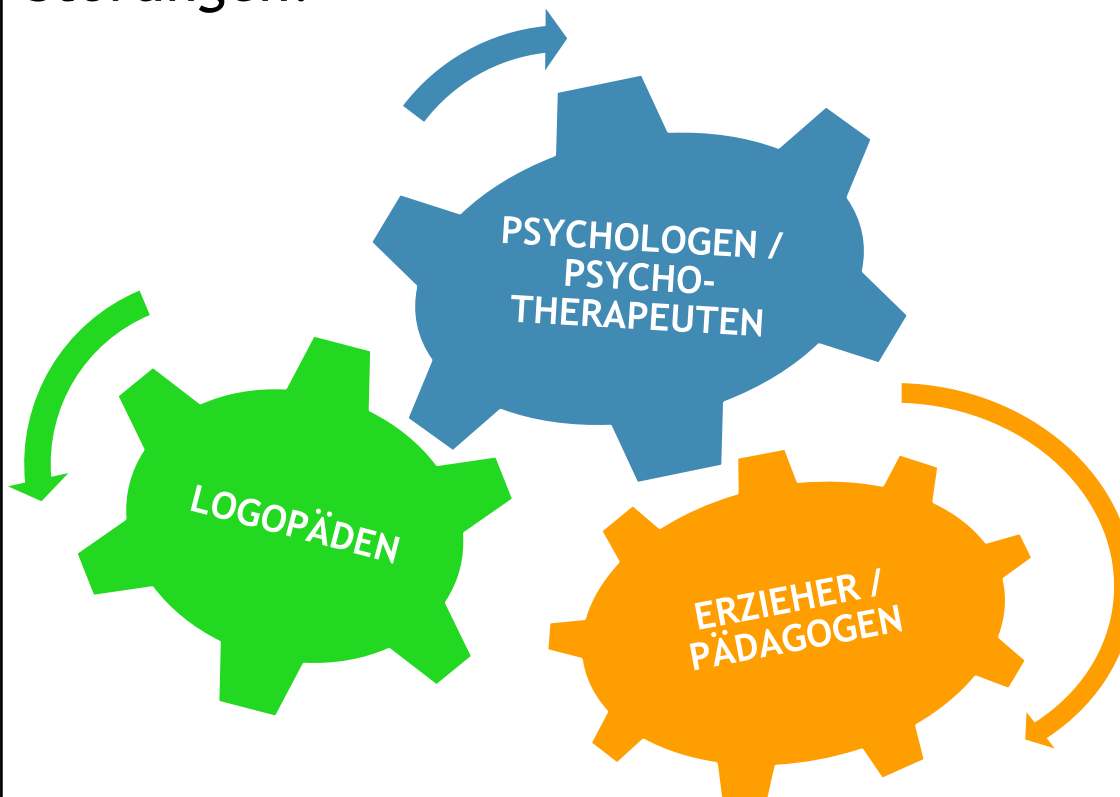 PSYCHOLOGEN /
PSYCHO-
THERAPEUTEN
LOGOPÄDEN
ERZIEHER /
PÄDAGOGEN